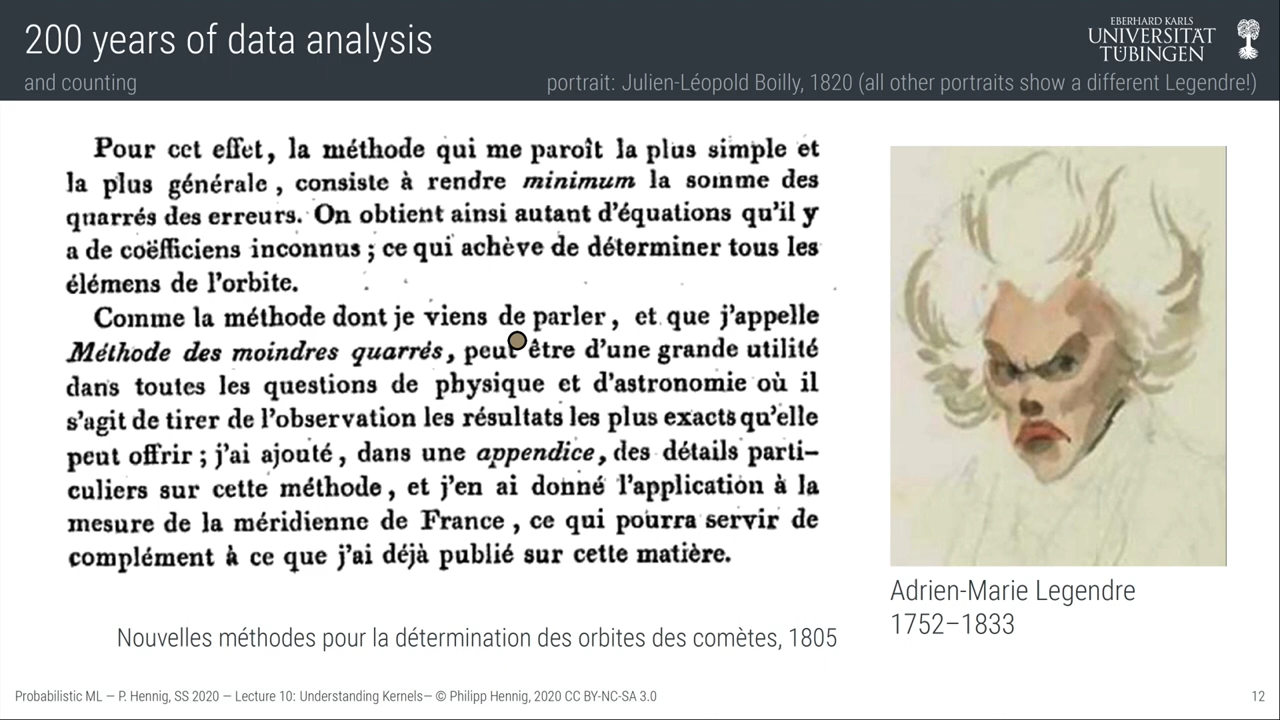 200 years of data analysis
EBERHARD KARLS
UNIVERSITÄT
TÜBINGEN
and counting
portrait: Julien-Léopold Boilly, 1820 (all other portraits show a different Legendre!)
Pour cet effet, la méthode qui me paroît la plus simple et
la plus générale, consiste à rendre minimum la somme des
quarrés des erreurs. On obtient ainsi autant d'équations qu'il y
a de coëfficiens inconnus; ce qui achève de déterminer tous les
élémens de l'orbite.
Comme la méthode dont je viens de parler, et que j'appelle
Méthode des moindres quarrés, peut être d'une grande utilité
dans toutes les questions de physique et d'astronomie où il
s'agit de tirer de l'observation les résultats les plus exacts qu'elle
peut offrir; j'ai ajouté, dans une appendice, des détails parti-
culiers sur cette méthode, et j'en ai donné l'application à la
mesure de la méridienne de France, ce qui pourra servir de
complément à ce que j'ai déjà publié sur cette matière.
Adrien-Marie Legendre
1752–1833
Nouvelles méthodes pour la détermination des orbites des comètes, 1805
Probabilistic ML — P. Hennig, SS 2020 — Lecture 10: Understanding Kernels— © Philipp Hennig, 2020 CC BY-NC-SA 3.0
12